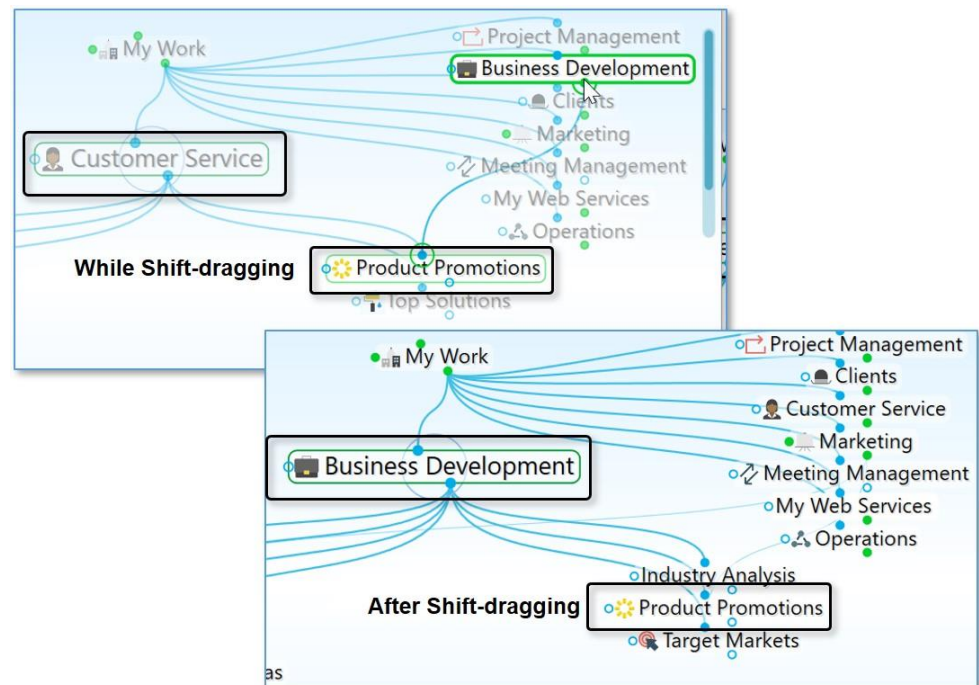 My Work
Project Management
Business Development
Clients
Marketing
Customer Service
Meeting Management
My Web Services
Operations
While Shift-dragging
Product Promotions
Top Solutions
My Work
Project Management
Clients
Customer Service
Marketing
Business Development
Meeting Management
My Web Services
Operations
Industry Analysis
After Shift-dragging
Product Promotions
Target Markets
as